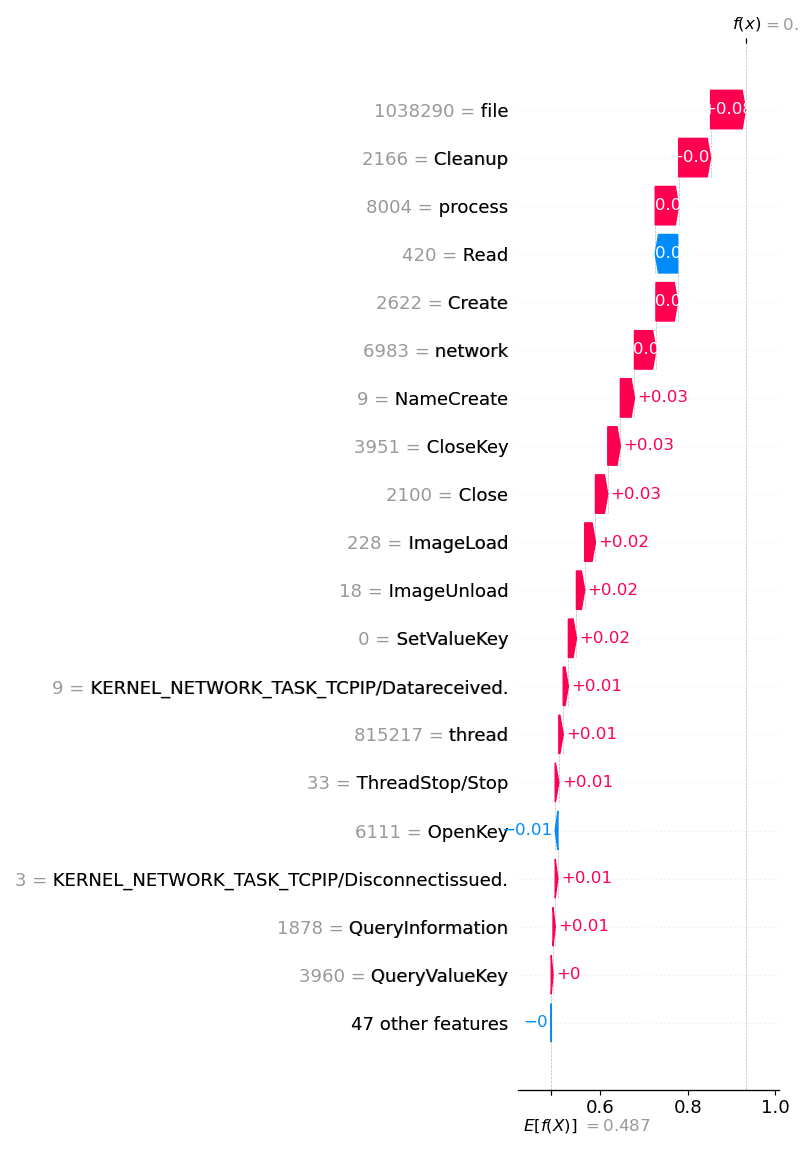 f(x) = 0.
1038290 = file
2166 = Cleanup
8004 = process
420 = Read
2622 = Create
6983 = network
9 = NameCreate +0.03
3951 = CloseKey +0.03
2100 = Close +0.03
228 = ImageLoad +0.02
18 = ImageUnload +0.02
0 = SetValueKey +0.02
9 = KERNEL_NETWORK_TASK_TCPIP/Datareceived. +0.01
815217 = thread +0.01
33 = ThreadStop/Stop +0.01
6111 = OpenKey −0.01
3 = KERNEL_NETWORK_TASK_TCPIP/Disconnectissued. +0.01
1878 = QueryInformation +0.01
3960 = QueryValueKey +0
47 other features −0
0.6 0.8 1.0
E[f(X)] = 0.487